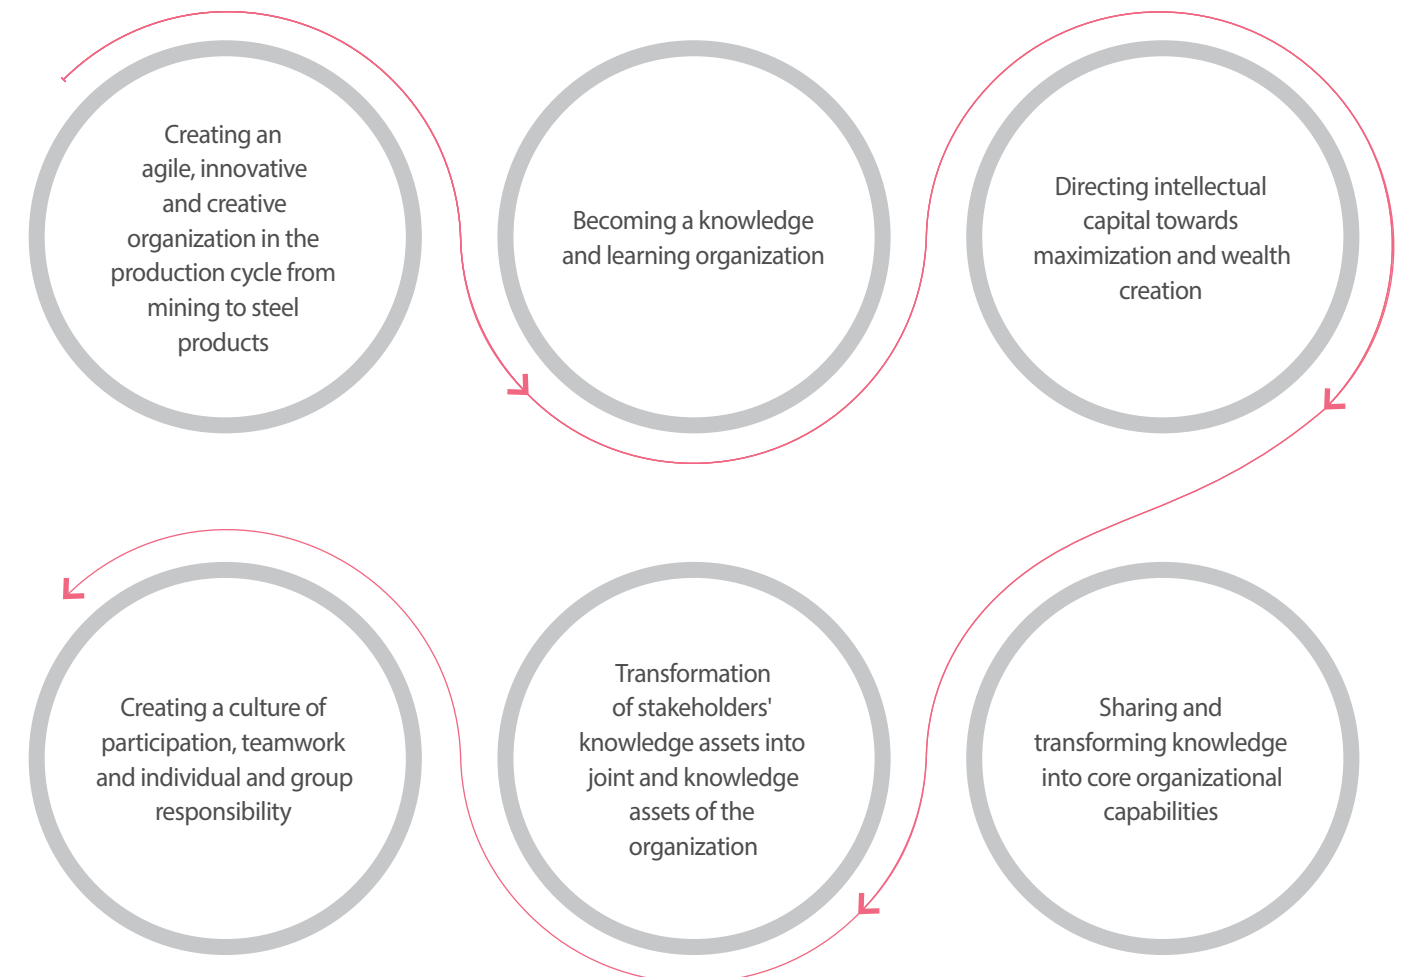 Creating an
agile, innovative
and creative
organization in the
production cycle from
mining to steel
products
Becoming a knowledge
and learning organization
Directing intellectual
capital towards
maximization and wealth
creation
Sharing and
transforming knowledge
into core organizational
capabilities
Transformation
of stakeholders'
knowledge assets into
joint and knowledge
assets of the
organization
Creating a culture of
participation, teamwork
and individual and group
responsibility